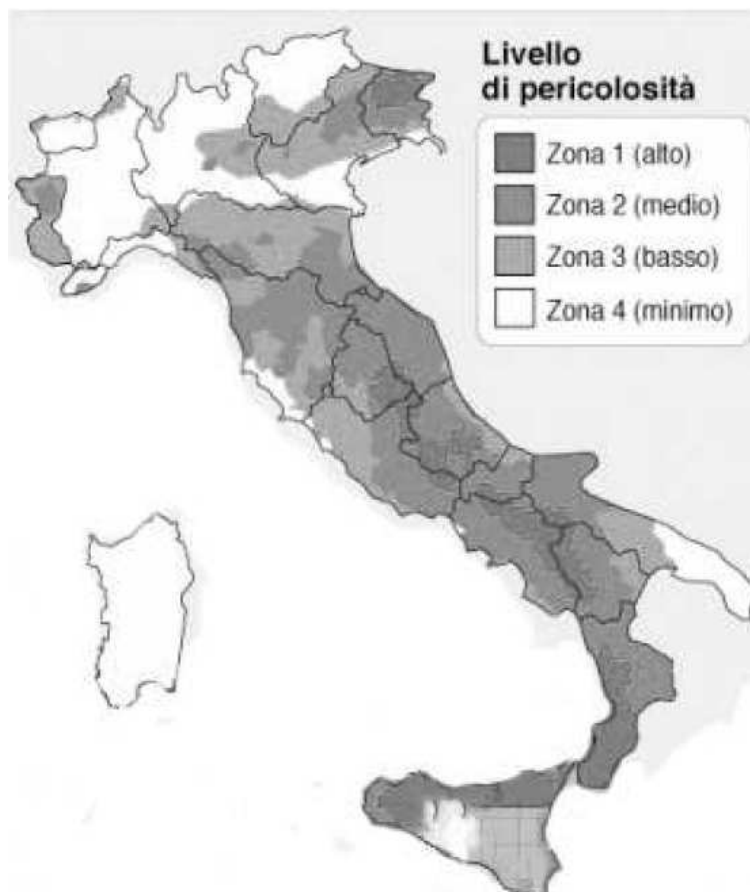 Livello
di pericolosità
Zona 1 (alto)
Zona 2 (medio)
Zona 3 (basso)
Zona 4 (minimo)